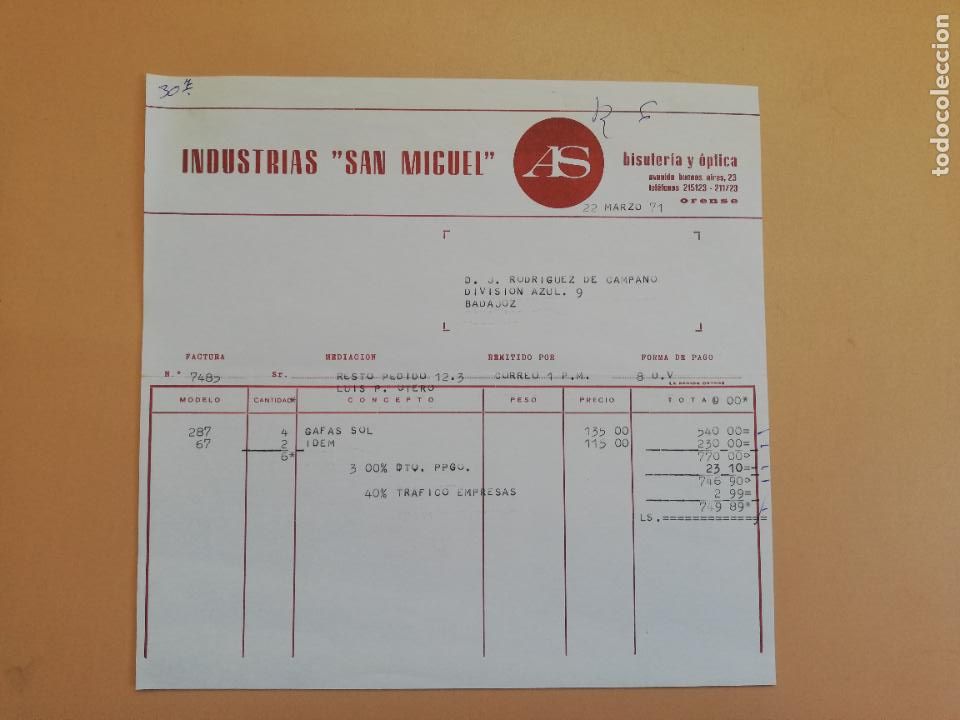 30
INDUSTRIAS "SAN MIGUEL"
AS
bisutería y óptica
avenida buenos aires, 23
teléfonos 215123 - 211723
orense
22 MARZO 71
D. J. RODRIGUEZ DE CAMPANO
DIVISION AZUL. 9
BADAJOZ
FACTURA MEDIACION REMITIDO POR FORMA DE PAGO
N.º 7485 Sr. RESTO PEDIDO 12.3 CORREO 1 P.M. 8 D.V
LUIS P. OTERO
MODELO CANTIDAD* CONCEPTO PESO PRECIO TOTAL 0 00*
287 4 GAFAS SOL 135 00 540 00=
67 2 IDEM 115 00 230 00=
6* 770 00◦
3 00% DTO. PPGO. 23 10=
746 90◦
40% TRAFICO EMPRESAS 2 99=
749 89*
LS.=============
todocoleccion